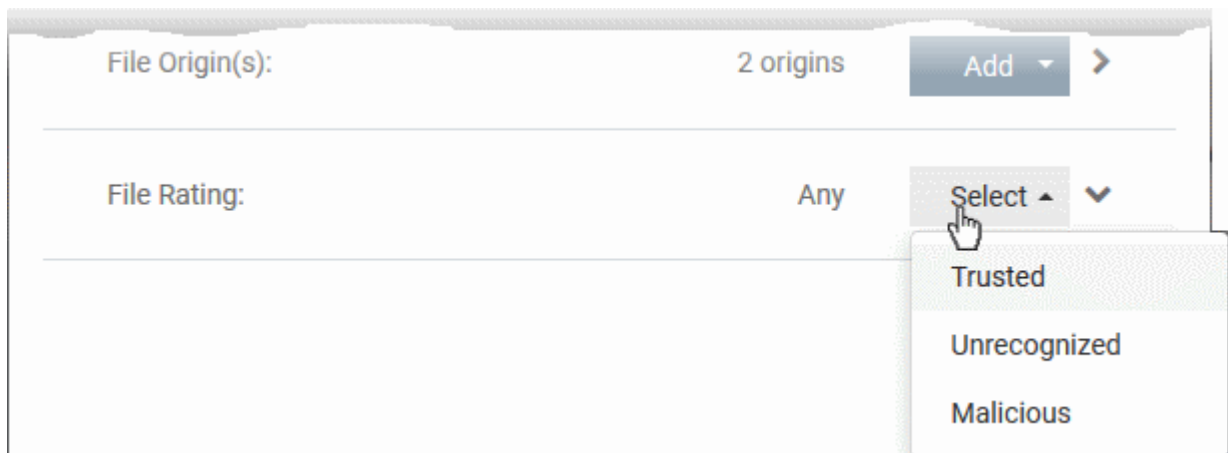 File Origin(s): 2 origins Add
File Rating: Any Select
Trusted
Unrecognized
Malicious